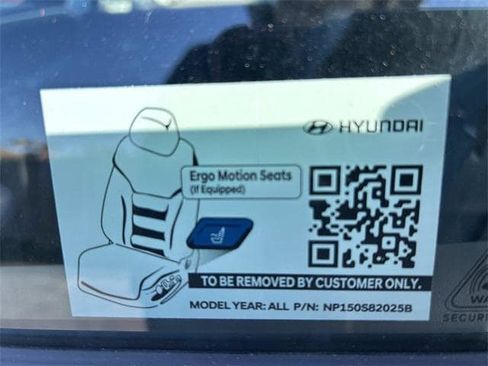 HYUNDAI
Ergo Motion Seats
(If Equipped)
TO BE REMOVED BY CUSTOMER ONLY.
MODEL YEAR: ALL P/N: NP150S82025B